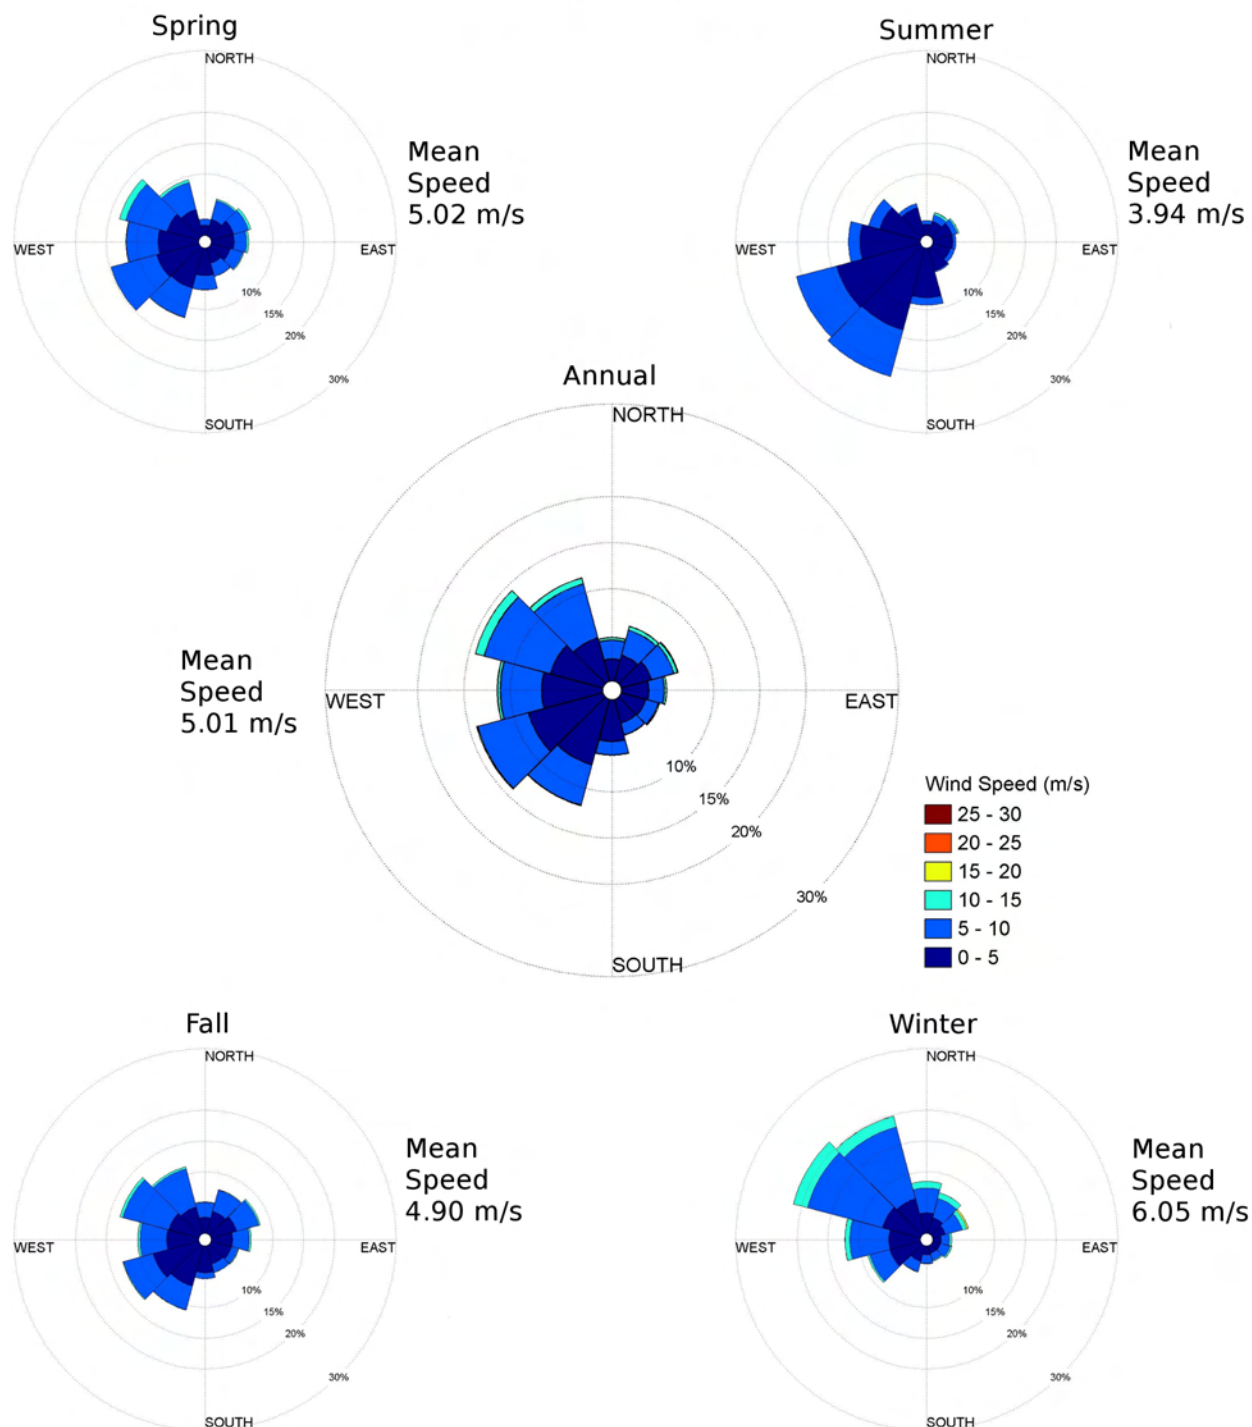 Spring
NORTH
Mean
Speed
5.02 m/s
WEST
EAST
10%
15%
20%
30%
SOUTH
Summer
NORTH
Mean
Speed
3.94 m/s
WEST
EAST
10%
15%
20%
30%
SOUTH
Annual
NORTH
Mean
Speed
5.01 m/s
WEST
EAST
10%
15%
20%
30%
SOUTH
Wind Speed (m/s)
25 - 30
20 - 25
15 - 20
10 - 15
5 - 10
0 - 5
Fall
NORTH
Mean
Speed
4.90 m/s
WEST
EAST
10%
15%
20%
30%
SOUTH
Winter
NORTH
Mean
Speed
6.05 m/s
WEST
EAST
10%
15%
20%
30%
SOUTH